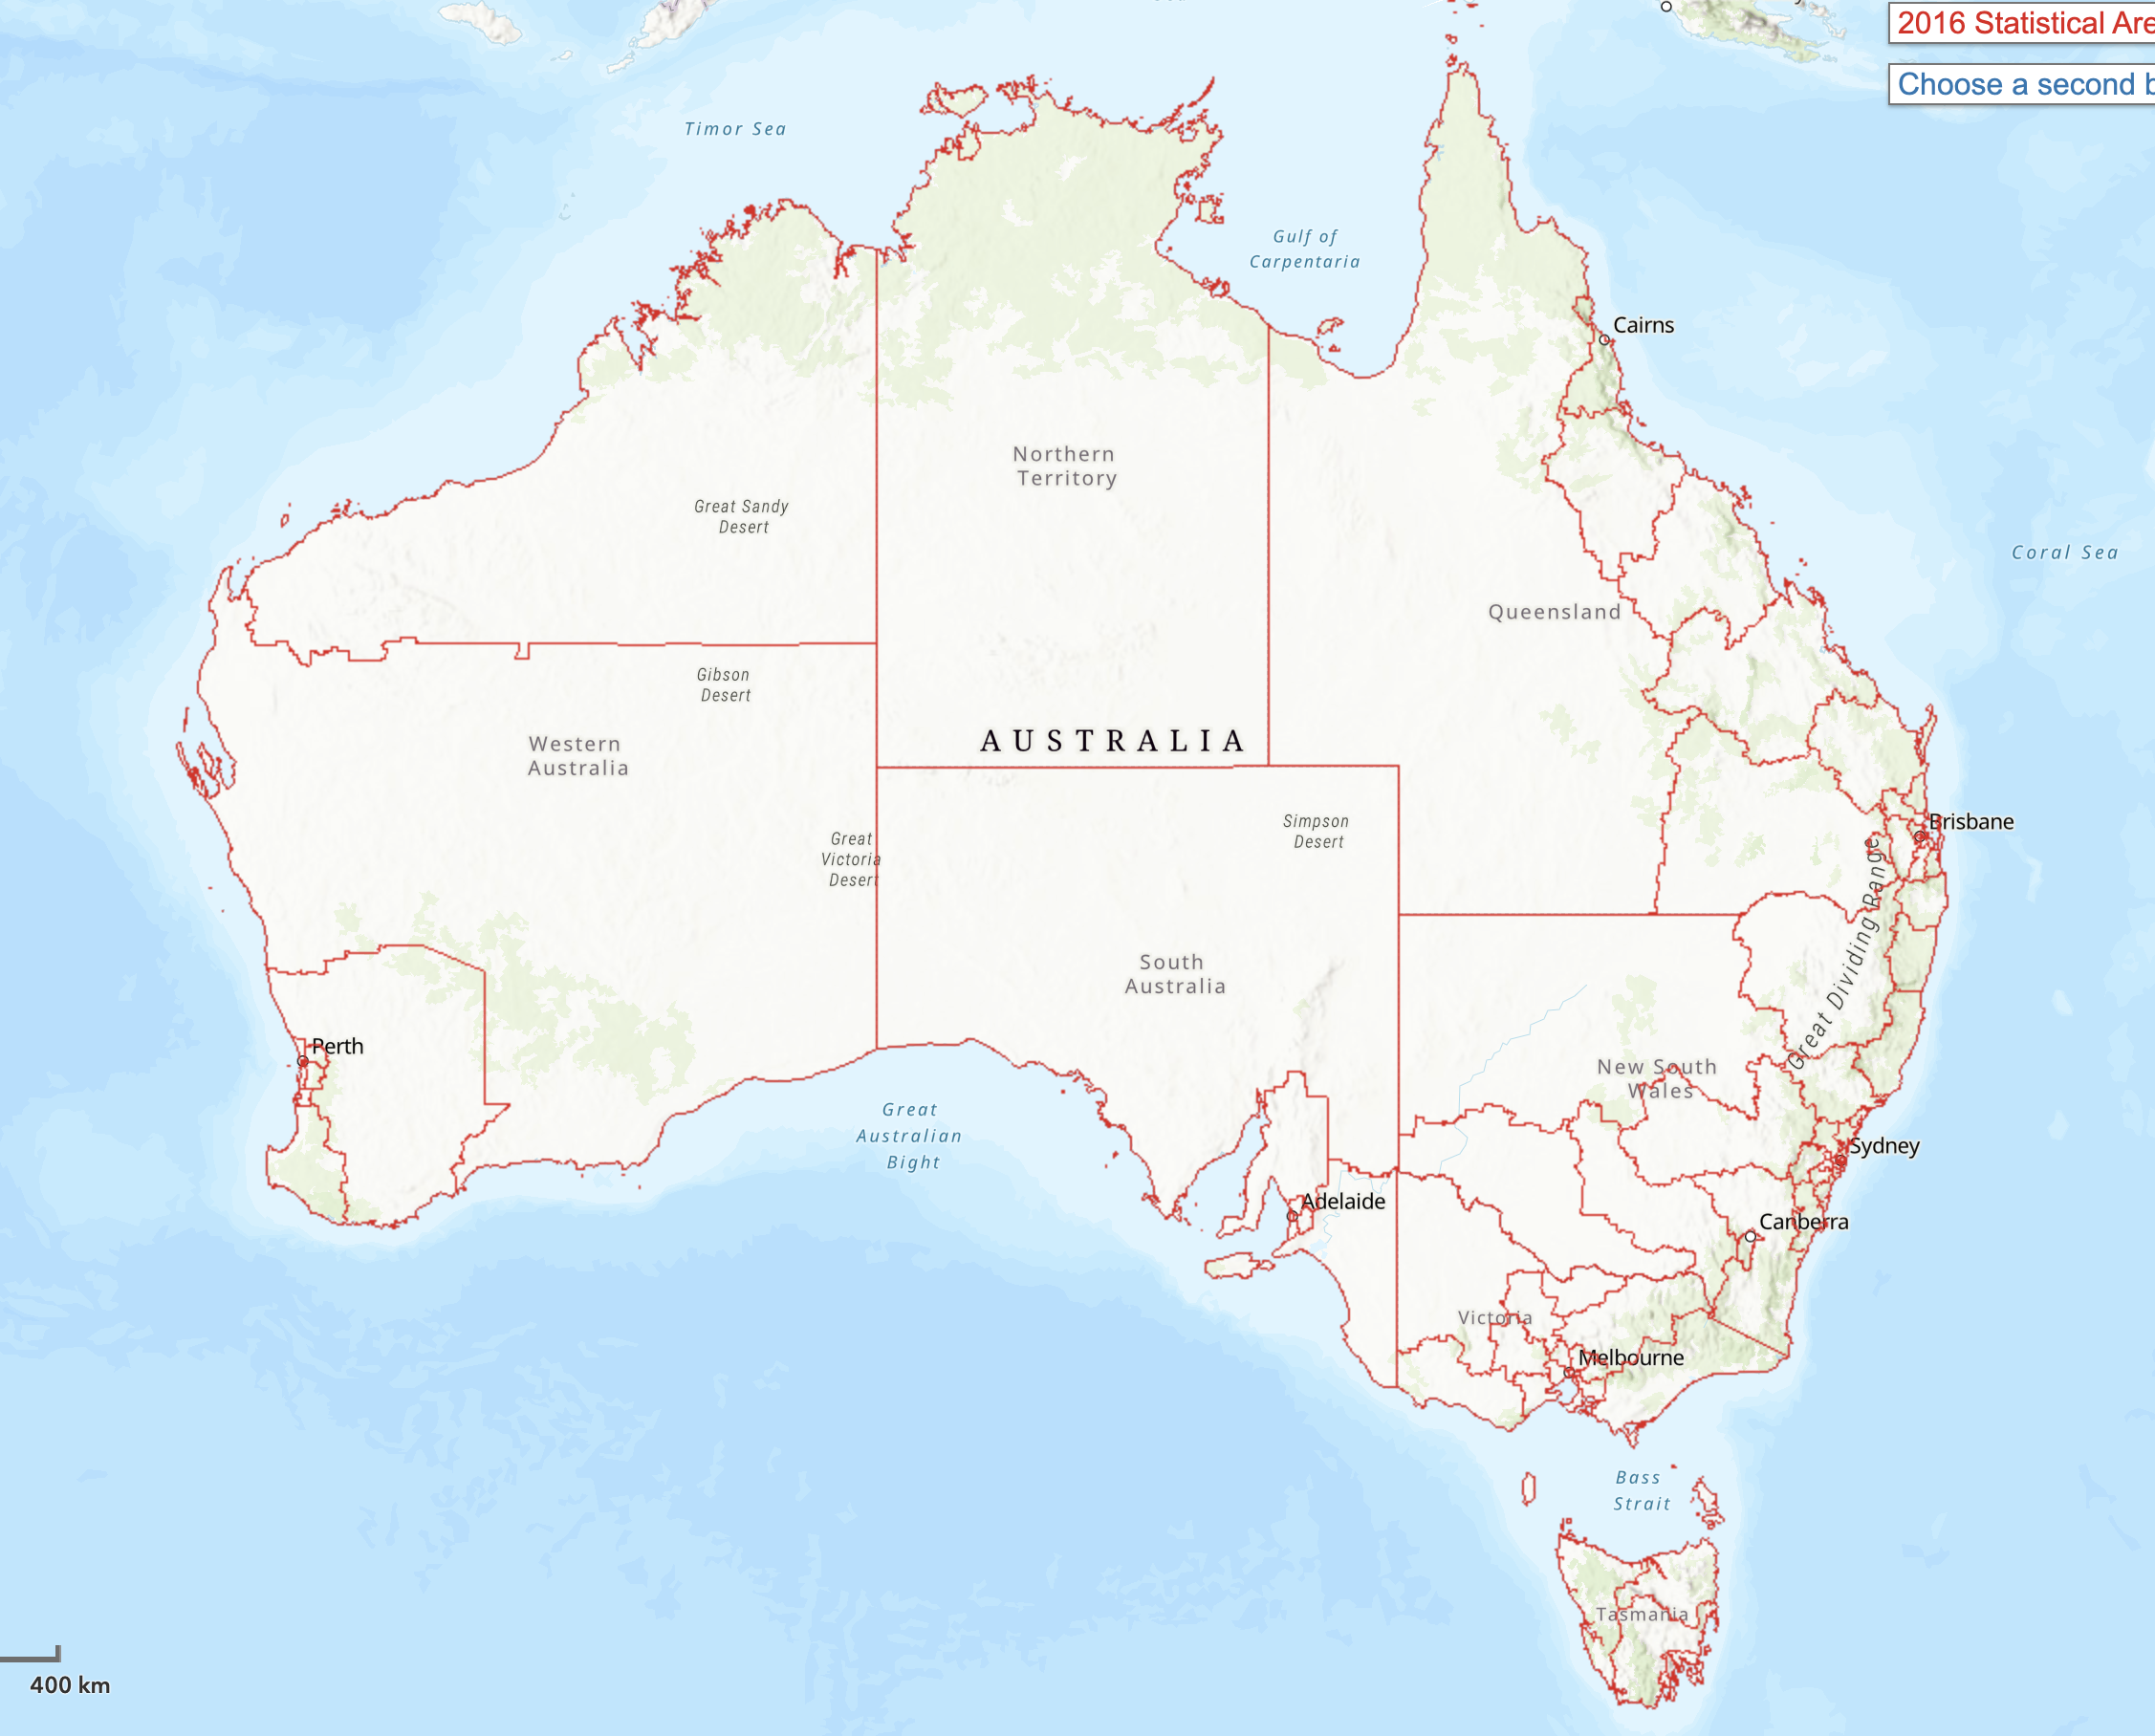 2016 Statistical Are
Choose a second b
Timor Sea
Gulf of
Carpentaria
Cairns
Northern
Territory
Great Sandy
Desert
Coral Sea
Queensland
Gibson
Desert
AUSTRALIA
Western
Australia
Simpson
Desert
Great
Victoria
Desert
Brisbane
Great Dividing Range
South
Australia
Perth
New South
Wales
Great
Australian
Bight
Sydney
Adelaide
Canberra
Victoria
Melbourne
Bass
Strait
Tasmania
400 km